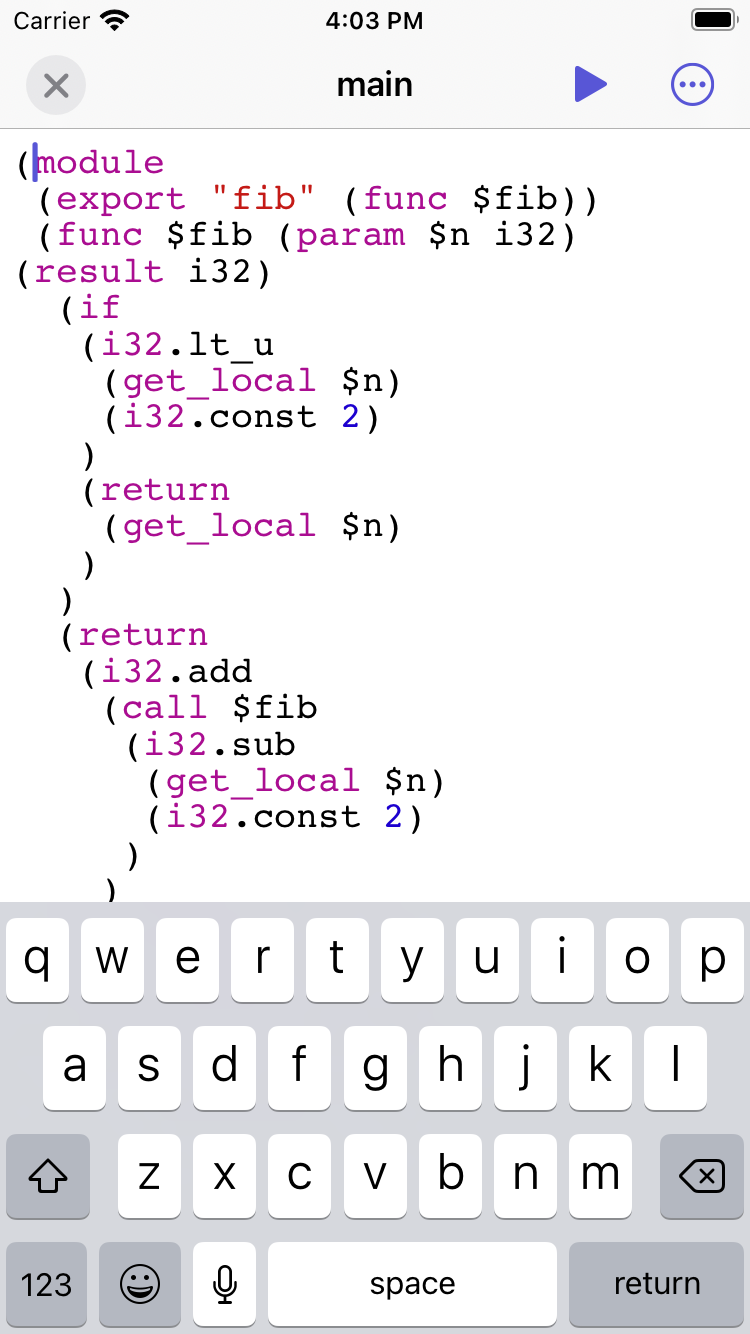 Carrier 4:03 PM
main
(module
 (export "fib" (func $fib))
 (func $fib (param $n i32)
(result i32)
  (if
   (i32.lt_u
    (get_local $n)
    (i32.const 2)
   )
   (return
    (get_local $n)
   )
  )
  (return
   (i32.add
    (call $fib
     (i32.sub
      (get_local $n)
      (i32.const 2)
     )
    )
q w e r t y u i o p
a s d f g h j k l
z x c v b n m
123 space return